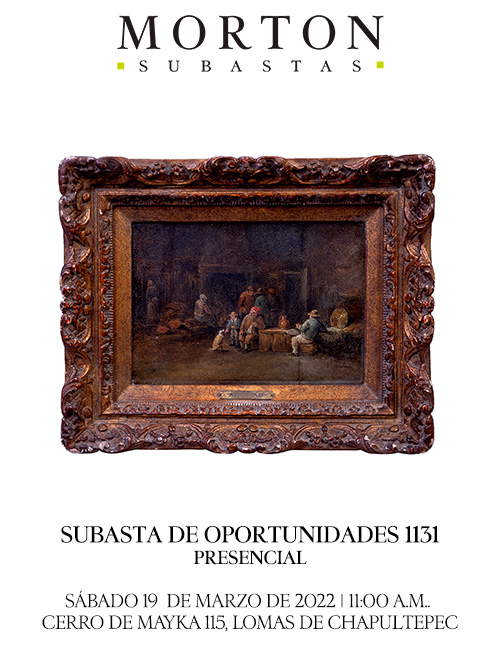 MORTON
SUBASTAS
SUBASTA DE OPORTUNIDADES 1131
PRESENCIAL
SÁBADO 19 DE MARZO DE 2022 | 11:00 A.M..
CERRO DE MAYKA 115, LOMAS DE CHAPULTEPEC